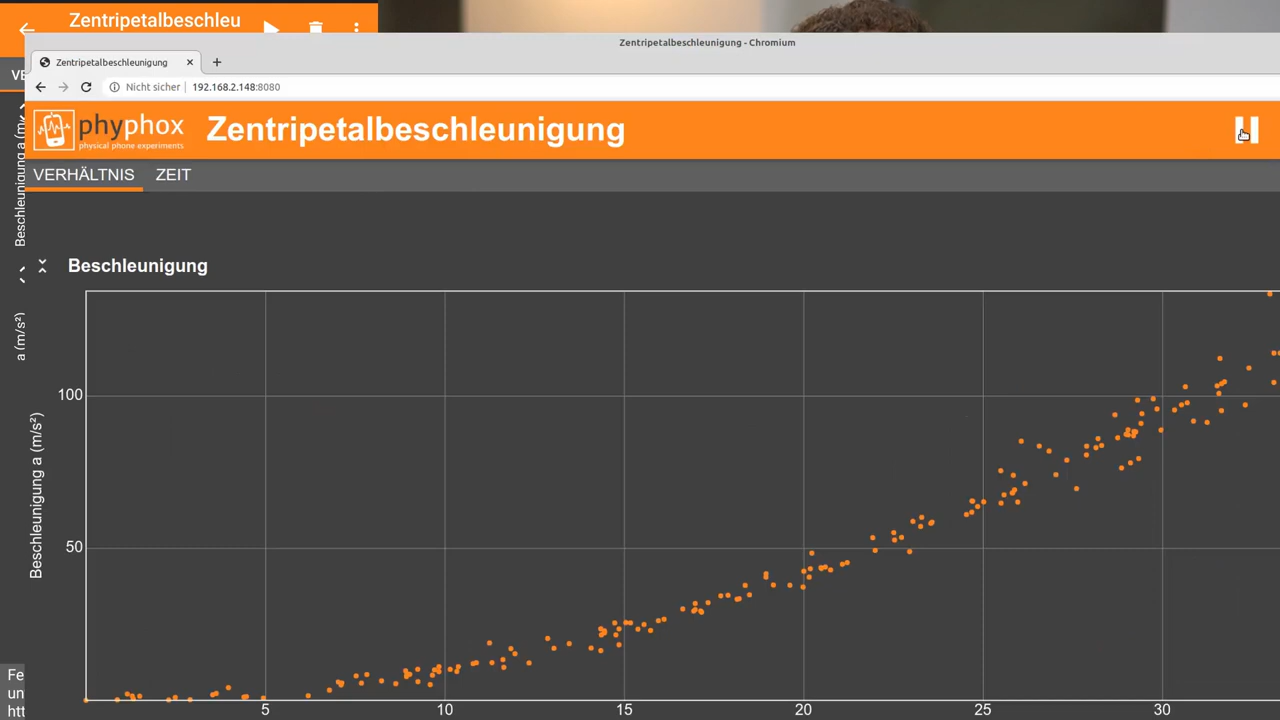 Zentripetalbeschleu
Zentripetalbeschleunigung - Chromium
Zentripetalbeschleunigung
Nicht sicher 192.168.2.148:8080
phyphox
physical phone experiments
Zentripetalbeschleunigung
VE
VERHÄLTNIS ZEIT
Beschleunigung a (m/s
a (m/s²)
Beschleunigung
Beschleunigung a (m/s²)
100
50
5 10 15 20 25 30
Fe
un
htt